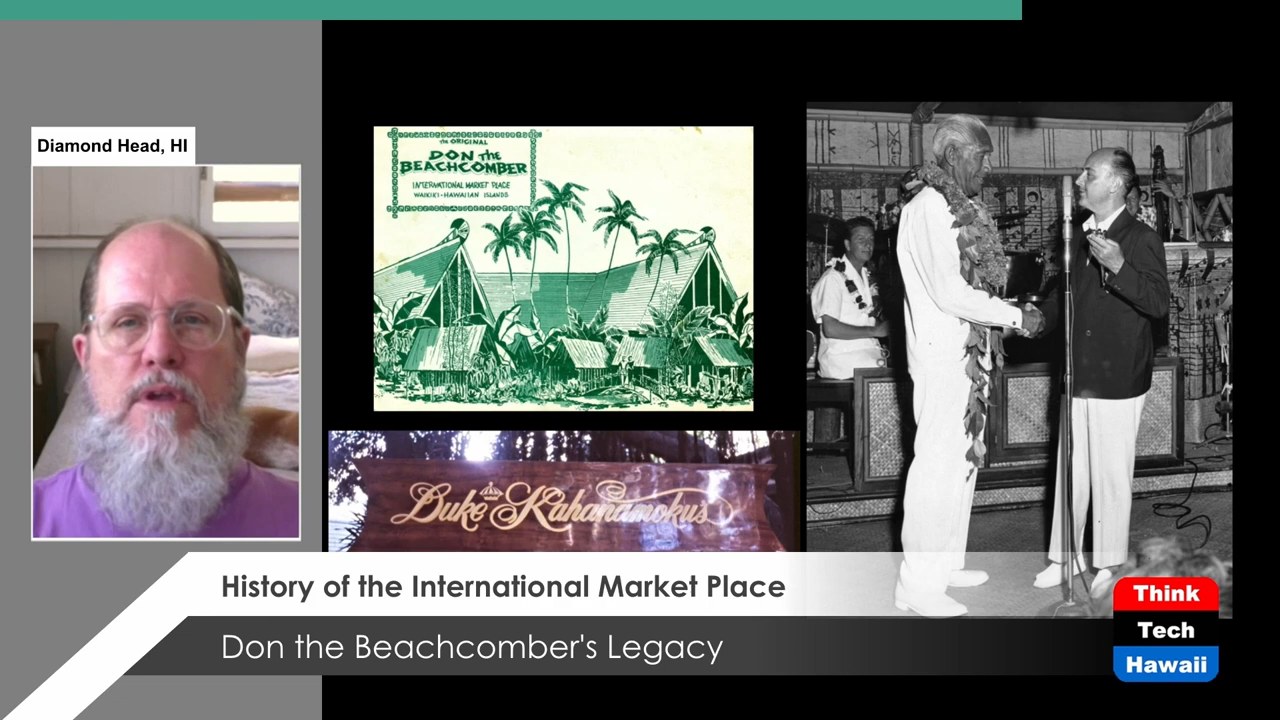 Diamond Head, HI
THE ORIGINAL
DON THE
BEACHCOMBER
INTERNATIONAL MARKET PLACE
WAIKIKI • HAWAIIAN ISLANDS
Duke Kahanamokus
History of the International Market Place
Don the Beachcomber's Legacy
Think
Tech
Hawaii